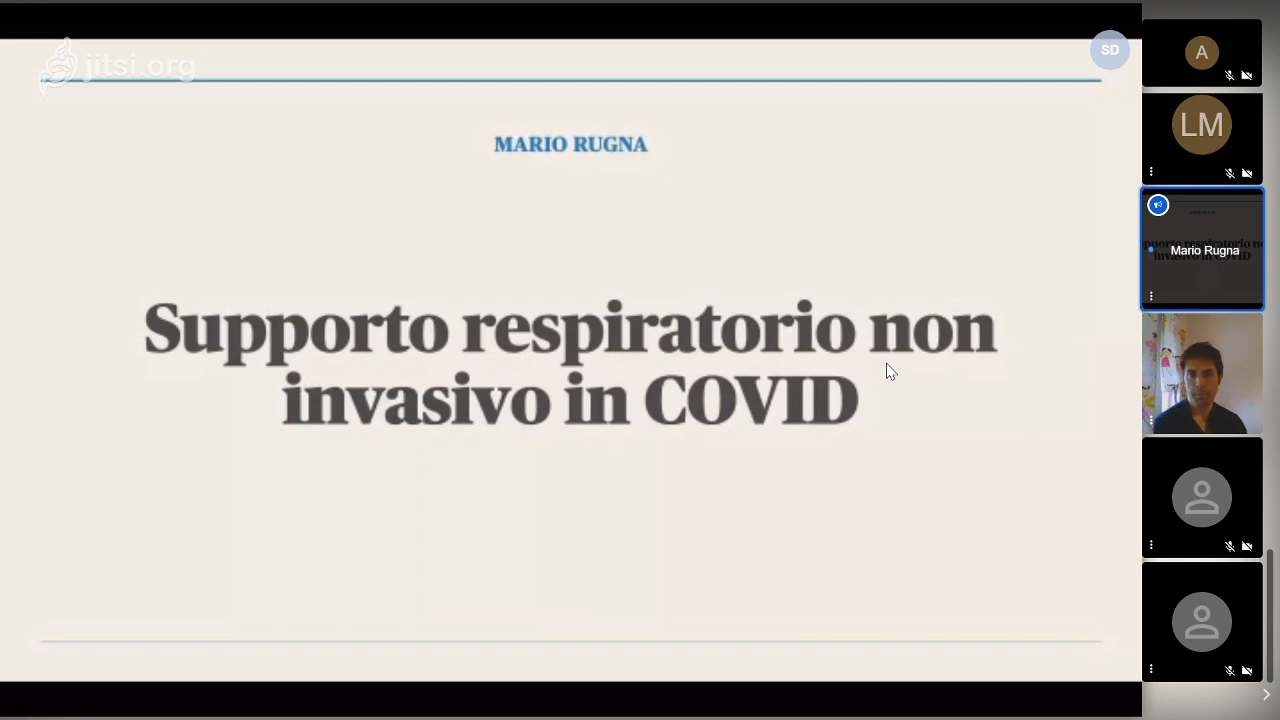 jitsi.org
SD
MARIO RUGNA
Supporto respiratorio non
invasivo in COVID
A
LM
Mario Rugna